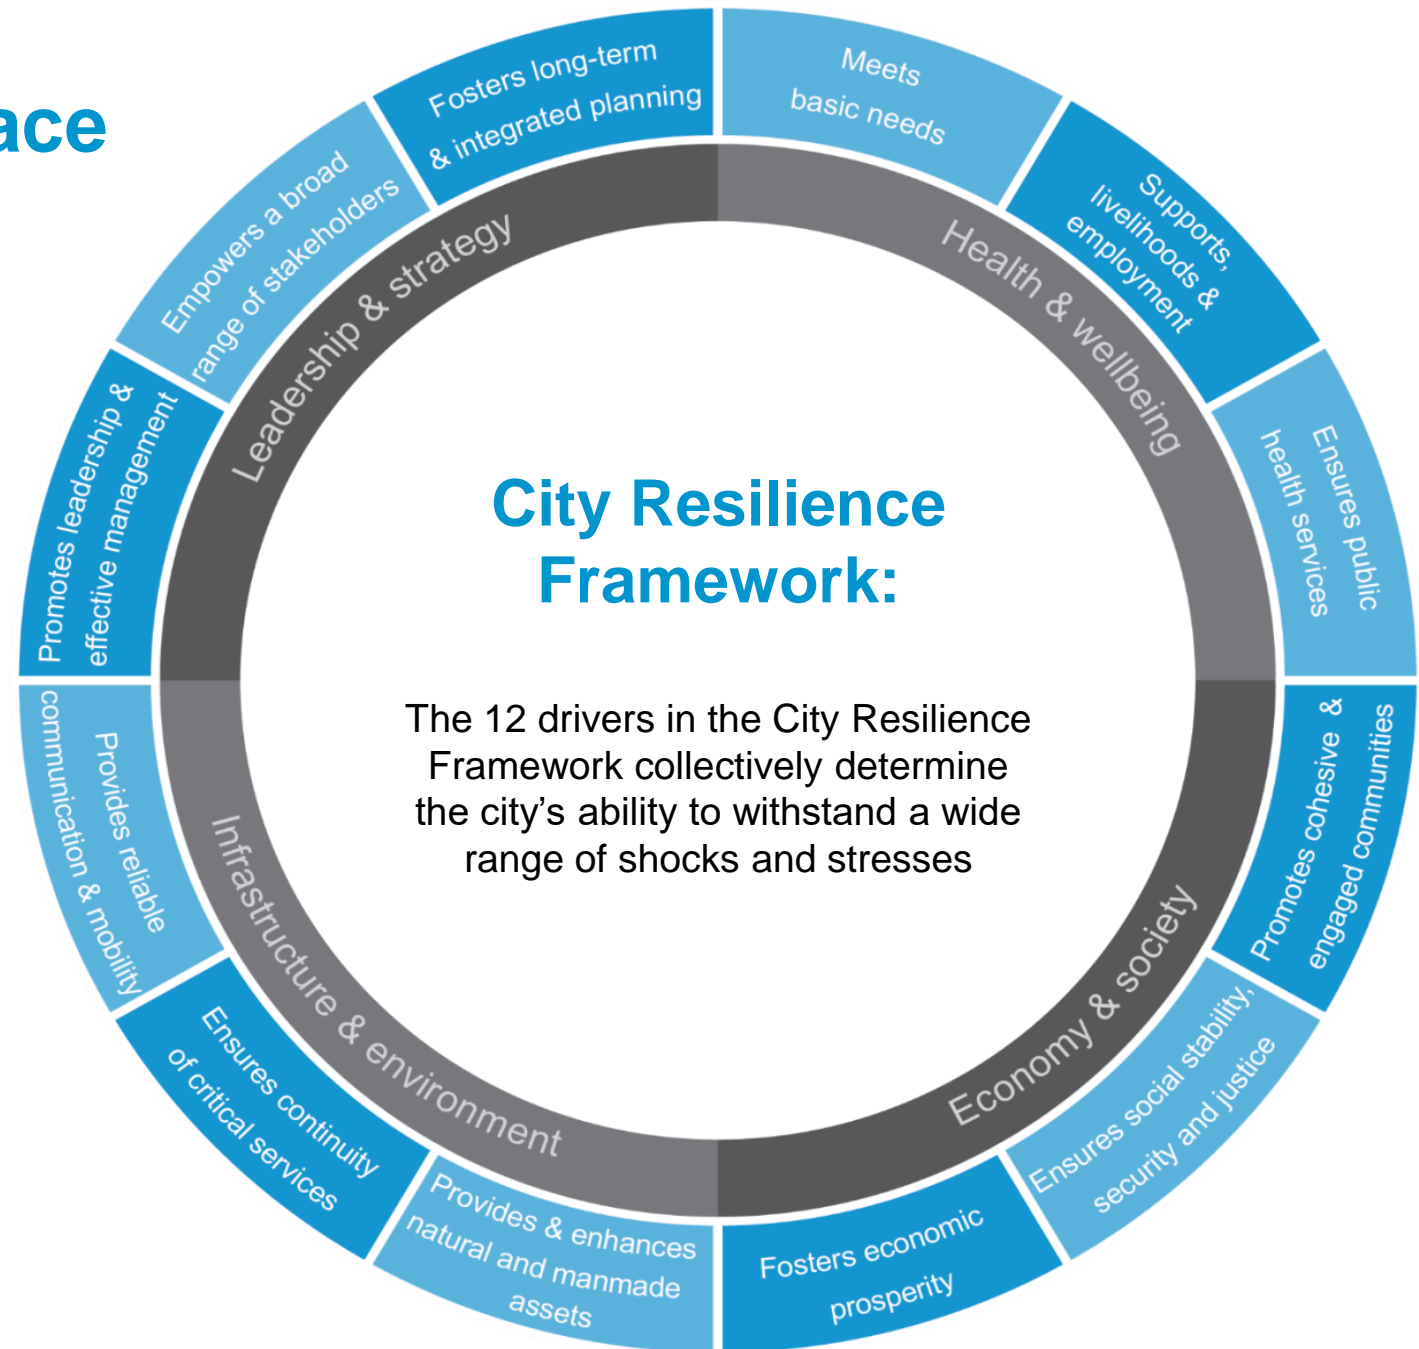 ace
Fosters long-term
& integrated planning
Meets
basic needs
Supports,
livelihoods &
employment
Ensures public
health services
Promotes cohesive &
engaged communities
Ensures social stability,
security and justice
Fosters economic
prosperity
Provides & enhances
natural and manmade
assets
Ensures continuity
of critical services
Provides reliable
communication & mobility
Promotes leadership &
effective management
Empowers a broad
range of stakeholders
Leadership & strategy
Health & wellbeing
Economy & society
Infrastructure & environment
City Resilience
Framework:
The 12 drivers in the City Resilience
Framework collectively determine
the city’s ability to withstand a wide
range of shocks and stresses